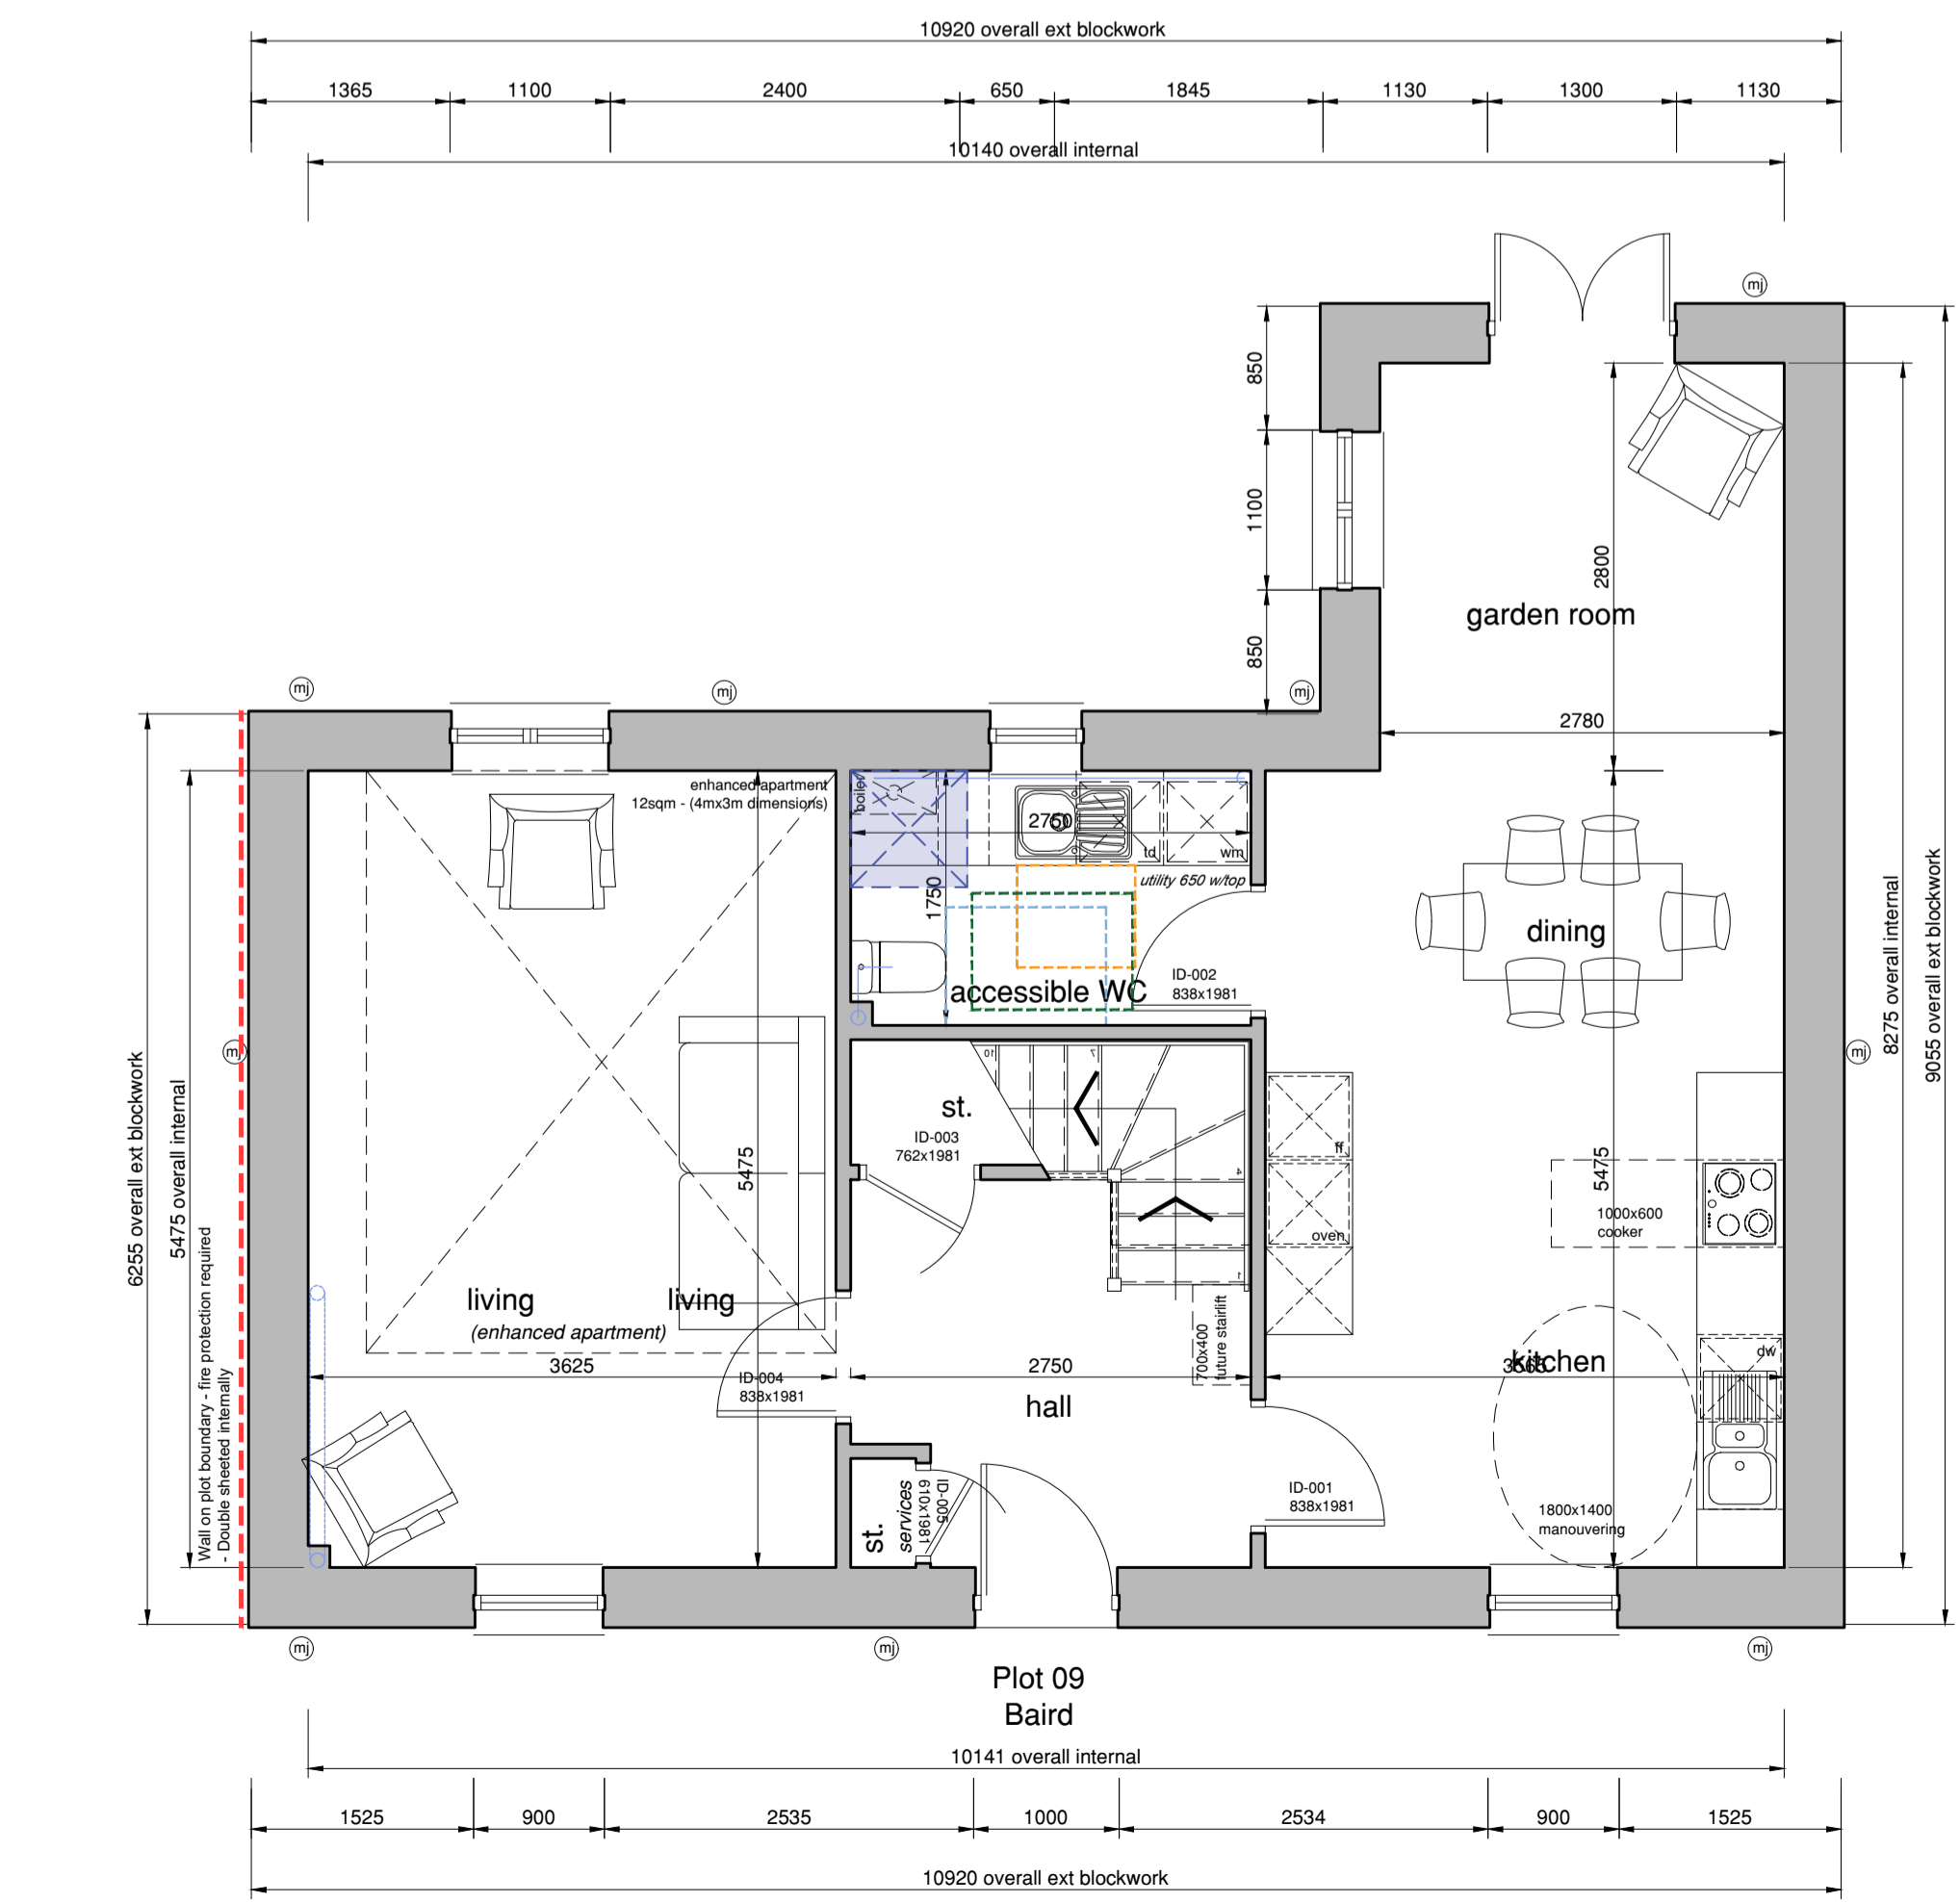 10920 overall ext blockwork
1365 1100 2400 650 1845 1130 1300 1130
10140 overall internal
mj
850
1100
850
2800
garden room
2780
mj mj mj
enhanced apartment
12sqm - (4mx3m dimensions)
boiler
2750
td wm
utility 650 w/top
1750
accessible WC
ID-002
838x1981
dining
8275 overall internal
9055 overall ext blockwork
mj mj
6255 overall ext blockwork
5475 overall internal
Wall on plot boundary - fire protection required
- Double sheeted internally
10 7
st.
ID-003
762x1981
4
1
5475
ff
oven
5475
1000x600
cooker
living living
(enhanced apartment)
3625
ID-004
838x1981
2750
hall
700x400
future stairlift
dw
kitchen
3565
ID-001
838x1981
1800x1400
manouvering
st.
services
ID-005
610x1981
mj mj mj
Plot 09
Baird
10141 overall internal
1525 900 2535 1000 2534 900 1525
10920 overall ext blockwork